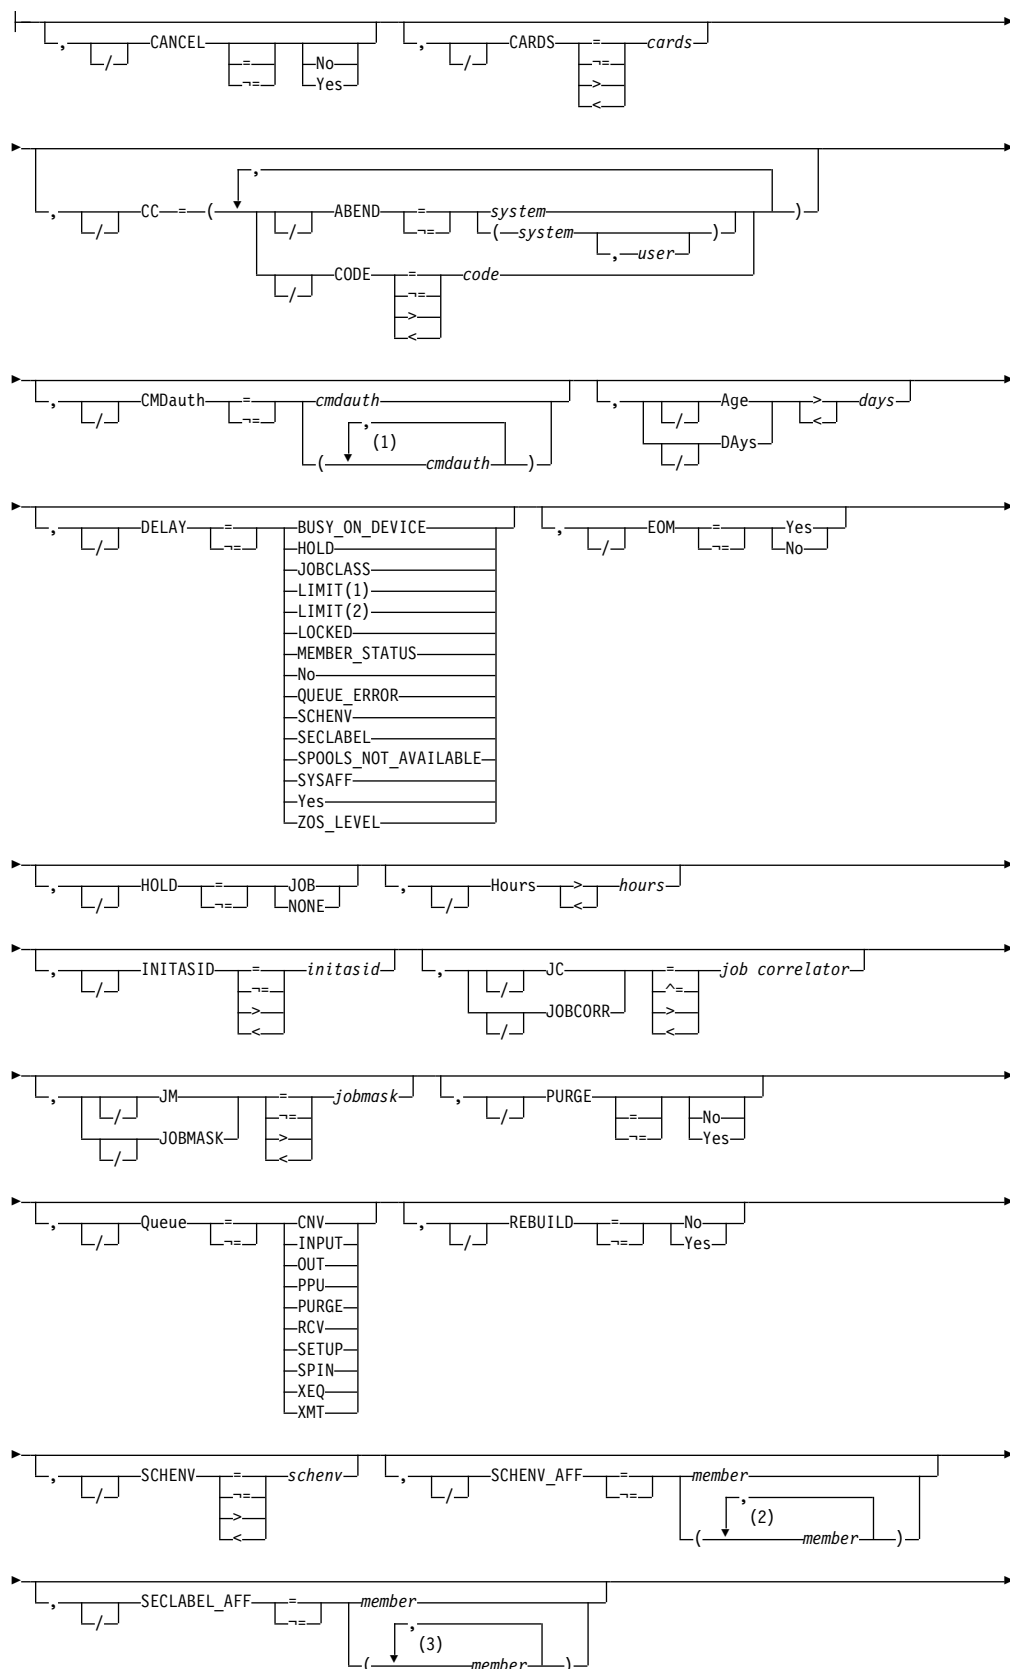 , / CANCEL = No , / CARDS = cards
¬= Yes ¬=
>
<
,
, / CC = ( / ABEND = system )
¬= ( system )
, user
/ CODE = code
¬=
>
<
, / CMDauth = cmdauth , / Age > days
¬= , / DAys <
(1)
( cmdauth )
, / DELAY = BUSY_ON_DEVICE , / EOM = Yes
¬= HOLD ¬= No
JOBCLASS
LIMIT(1)
LIMIT(2)
LOCKED
MEMBER_STATUS
No
QUEUE_ERROR
SCHENV
SECLABEL
SPOOLS_NOT_AVAILABLE
SYSAFF
Yes
ZOS_LEVEL
, / HOLD = JOB , / Hours > hours
¬= NONE <
, / INITASID = initasid , / JC = job correlator
¬= ^=
> / JOBCORR >
< <
, / JM = jobmask , / PURGE = No
¬= ¬= Yes
/ JOBMASK >
<
, / Queue = CNV , / REBUILD = No
¬= INPUT ¬= Yes
OUT
PPU
PURGE
RCV
SETUP
SPIN
XEQ
XMT
, / SCHENV = schenv , / SCHENV_AFF = member
¬= ¬= ,
> (2)
< ( member )
, / SECLABEL_AFF = member
¬= ,
(3)
( member )